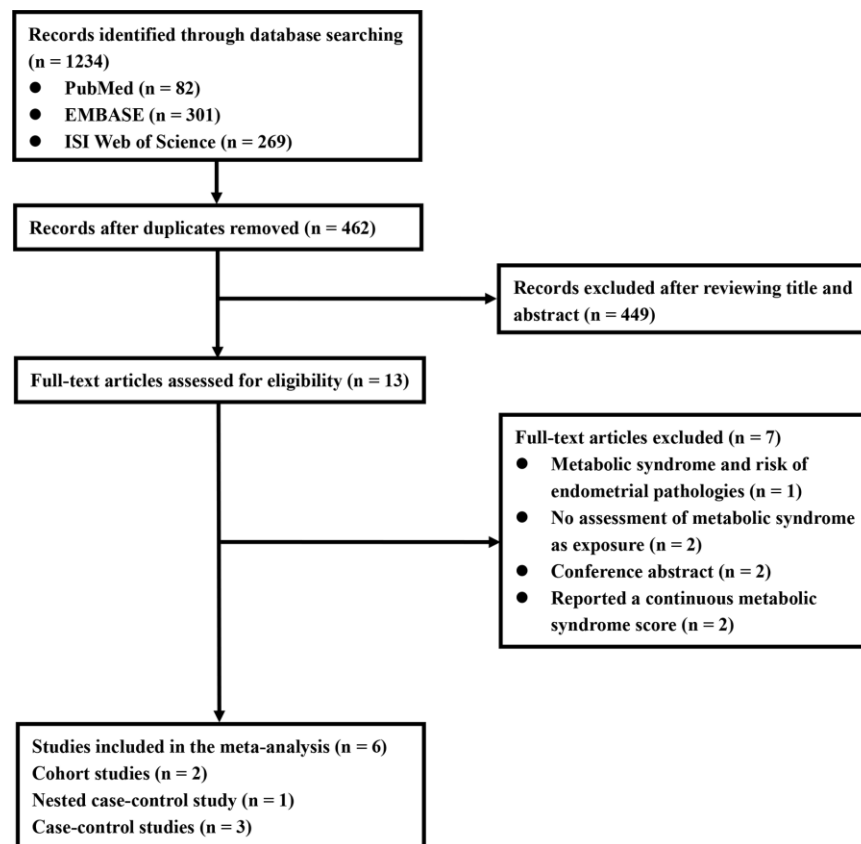 Records identified through database searching
(n = 1234)
● PubMed (n = 82)
● EMBASE (n = 301)
● ISI Web of Science (n = 269)
Records after duplicates removed (n = 462)
Records excluded after reviewing title and
abstract (n = 449)
Full-text articles assessed for eligibility (n = 13)
Full-text articles excluded (n = 7)
● Metabolic syndrome and risk of
endometrial pathologies (n = 1)
● No assessment of metabolic syndrome
as exposure (n = 2)
● Conference abstract (n = 2)
● Reported a continuous metabolic
syndrome score (n = 2)
Studies included in the meta-analysis (n = 6)
Cohort studies (n = 2)
Nested case-control study (n = 1)
Case-control studies (n = 3)